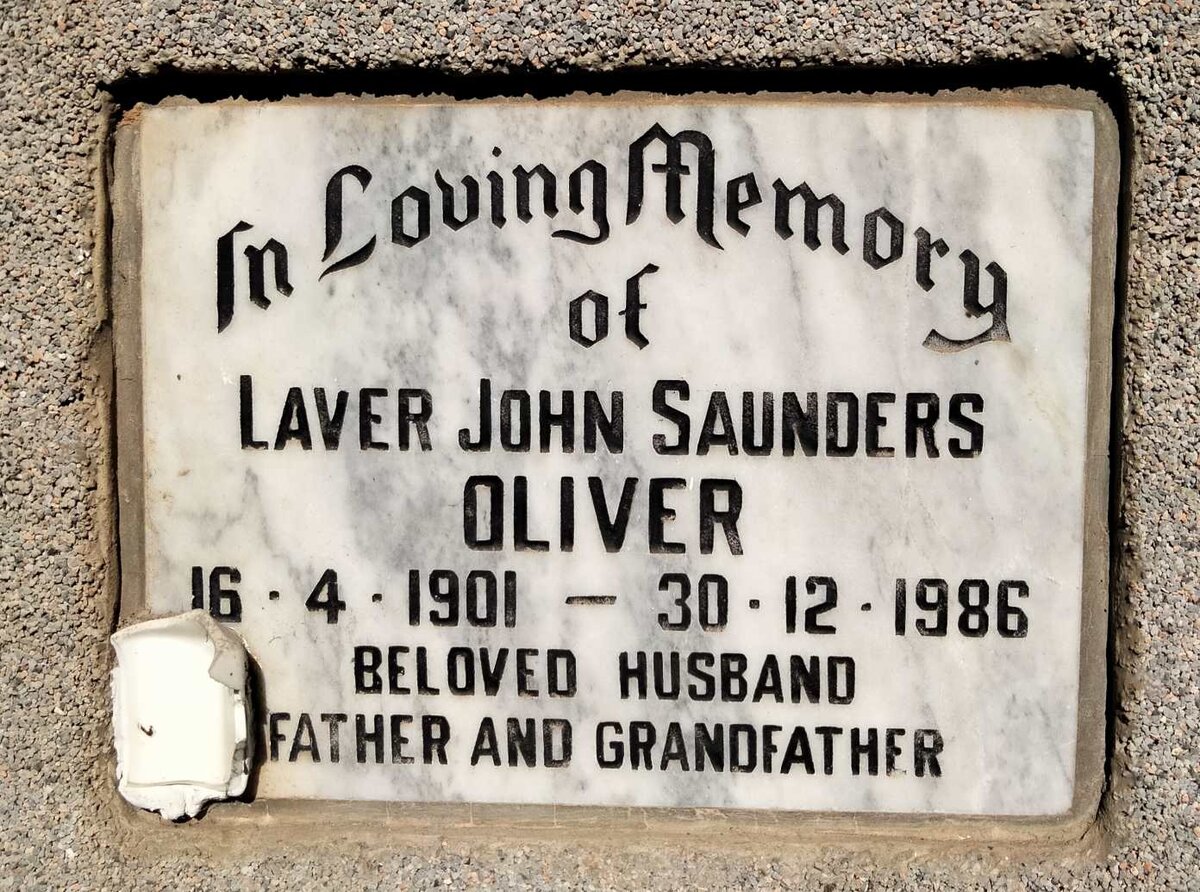 In Loving Memory
of
LAVER JOHN SAUNDERS
OLIVER
16 · 4 · 1901 – 30 · 12 · 1986
BELOVED HUSBAND
FATHER AND GRANDFATHER